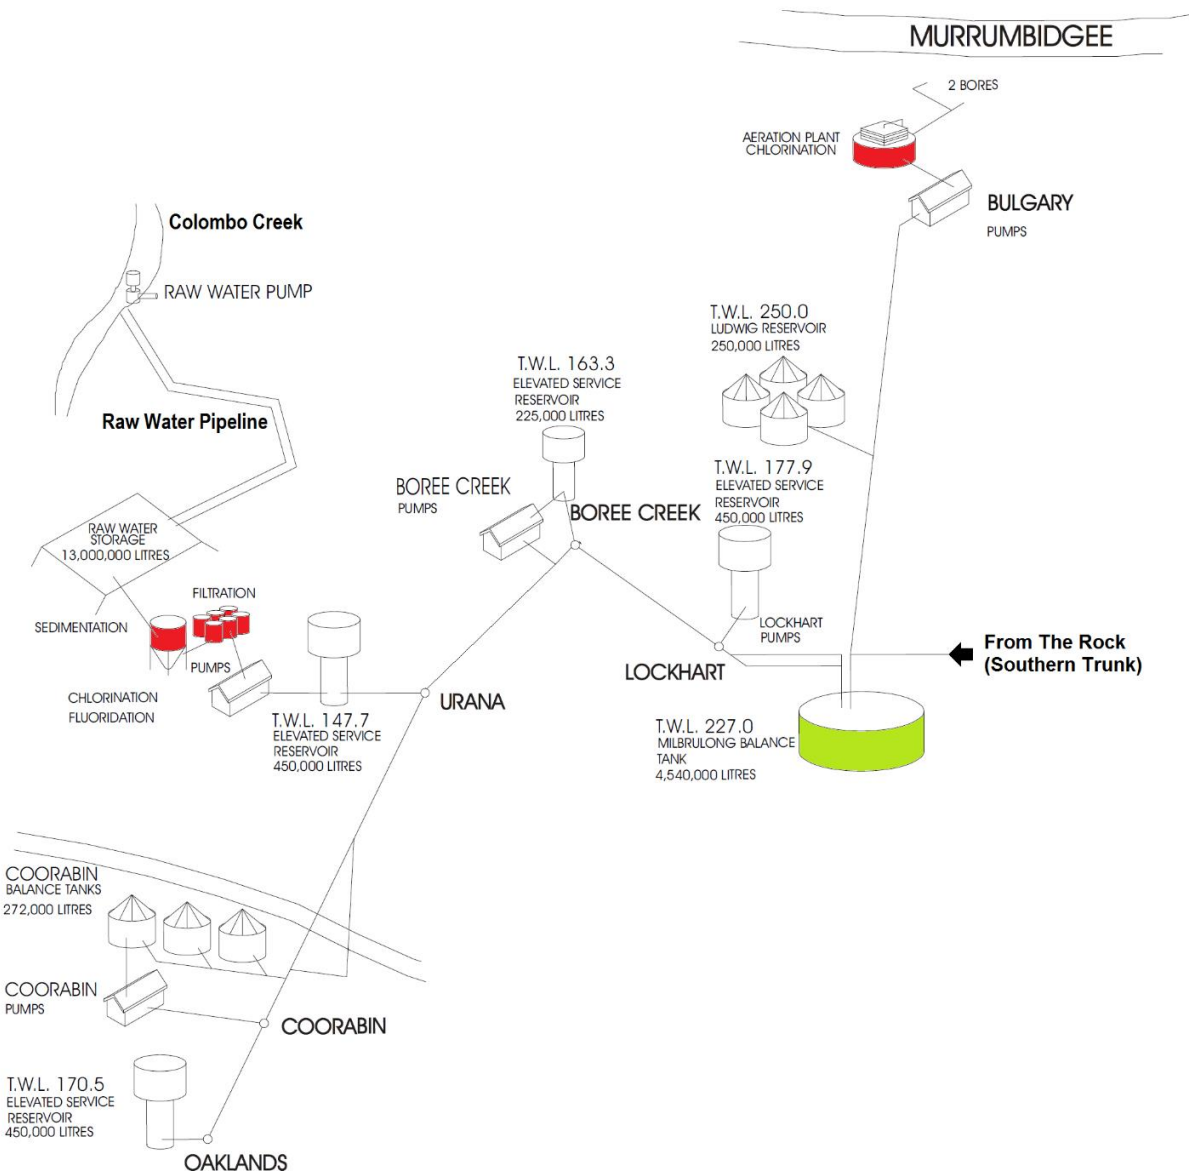 MURRUMBIDGEE
2 BORES
AERATION PLANT
CHLORINATION
BULGARY
PUMPS
Colombo Creek
RAW WATER PUMP
Raw Water Pipeline
T.W.L. 250.0
LUDWIG RESERVOIR
250,000 LITRES
T.W.L. 163.3
ELEVATED SERVICE
RESERVOIR
225,000 LITRES
T.W.L. 177.9
ELEVATED SERVICE
RESERVOIR
450,000 LITRES
BOREE CREEK
PUMPS
BOREE CREEK
RAW WATER
STORAGE
13,000,000 LITRES
SEDIMENTATION
FILTRATION
PUMPS
CHLORINATION
FLUORIDATION
LOCKHART
PUMPS
LOCKHART
From The Rock
(Southern Trunk)
URANA
T.W.L. 147.7
ELEVATED SERVICE
RESERVOIR
450,000 LITRES
T.W.L. 227.0
MILBRULONG BALANCE
TANK
4,540,000 LITRES
COORABIN
BALANCE TANKS
272,000 LITRES
COORABIN
PUMPS
COORABIN
T.W.L. 170.5
ELEVATED SERVICE
RESERVOIR
450,000 LITRES
OAKLANDS